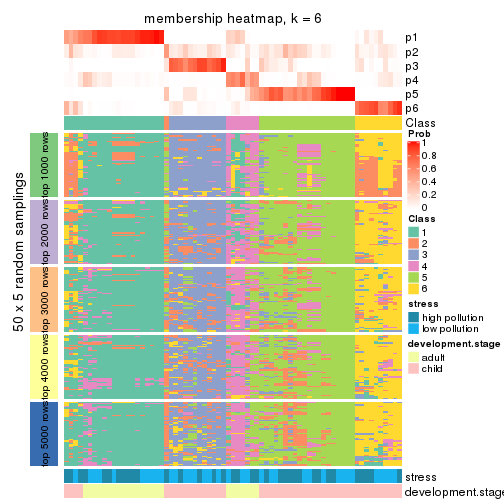 membership heatmap, k = 6
p1
p2
p3
p4
p5
p6
Class
50 x 5 random samplings
top 1000 rows
top 2000 rows
top 3000 rows
top 4000 rows
top 5000 rows
Prob
1
0.8
0.6
0.4
0.2
0
Class
1
2
3
4
5
6
stress
high pollution
low pollution
development.stage
adult
child
stress
development.stage